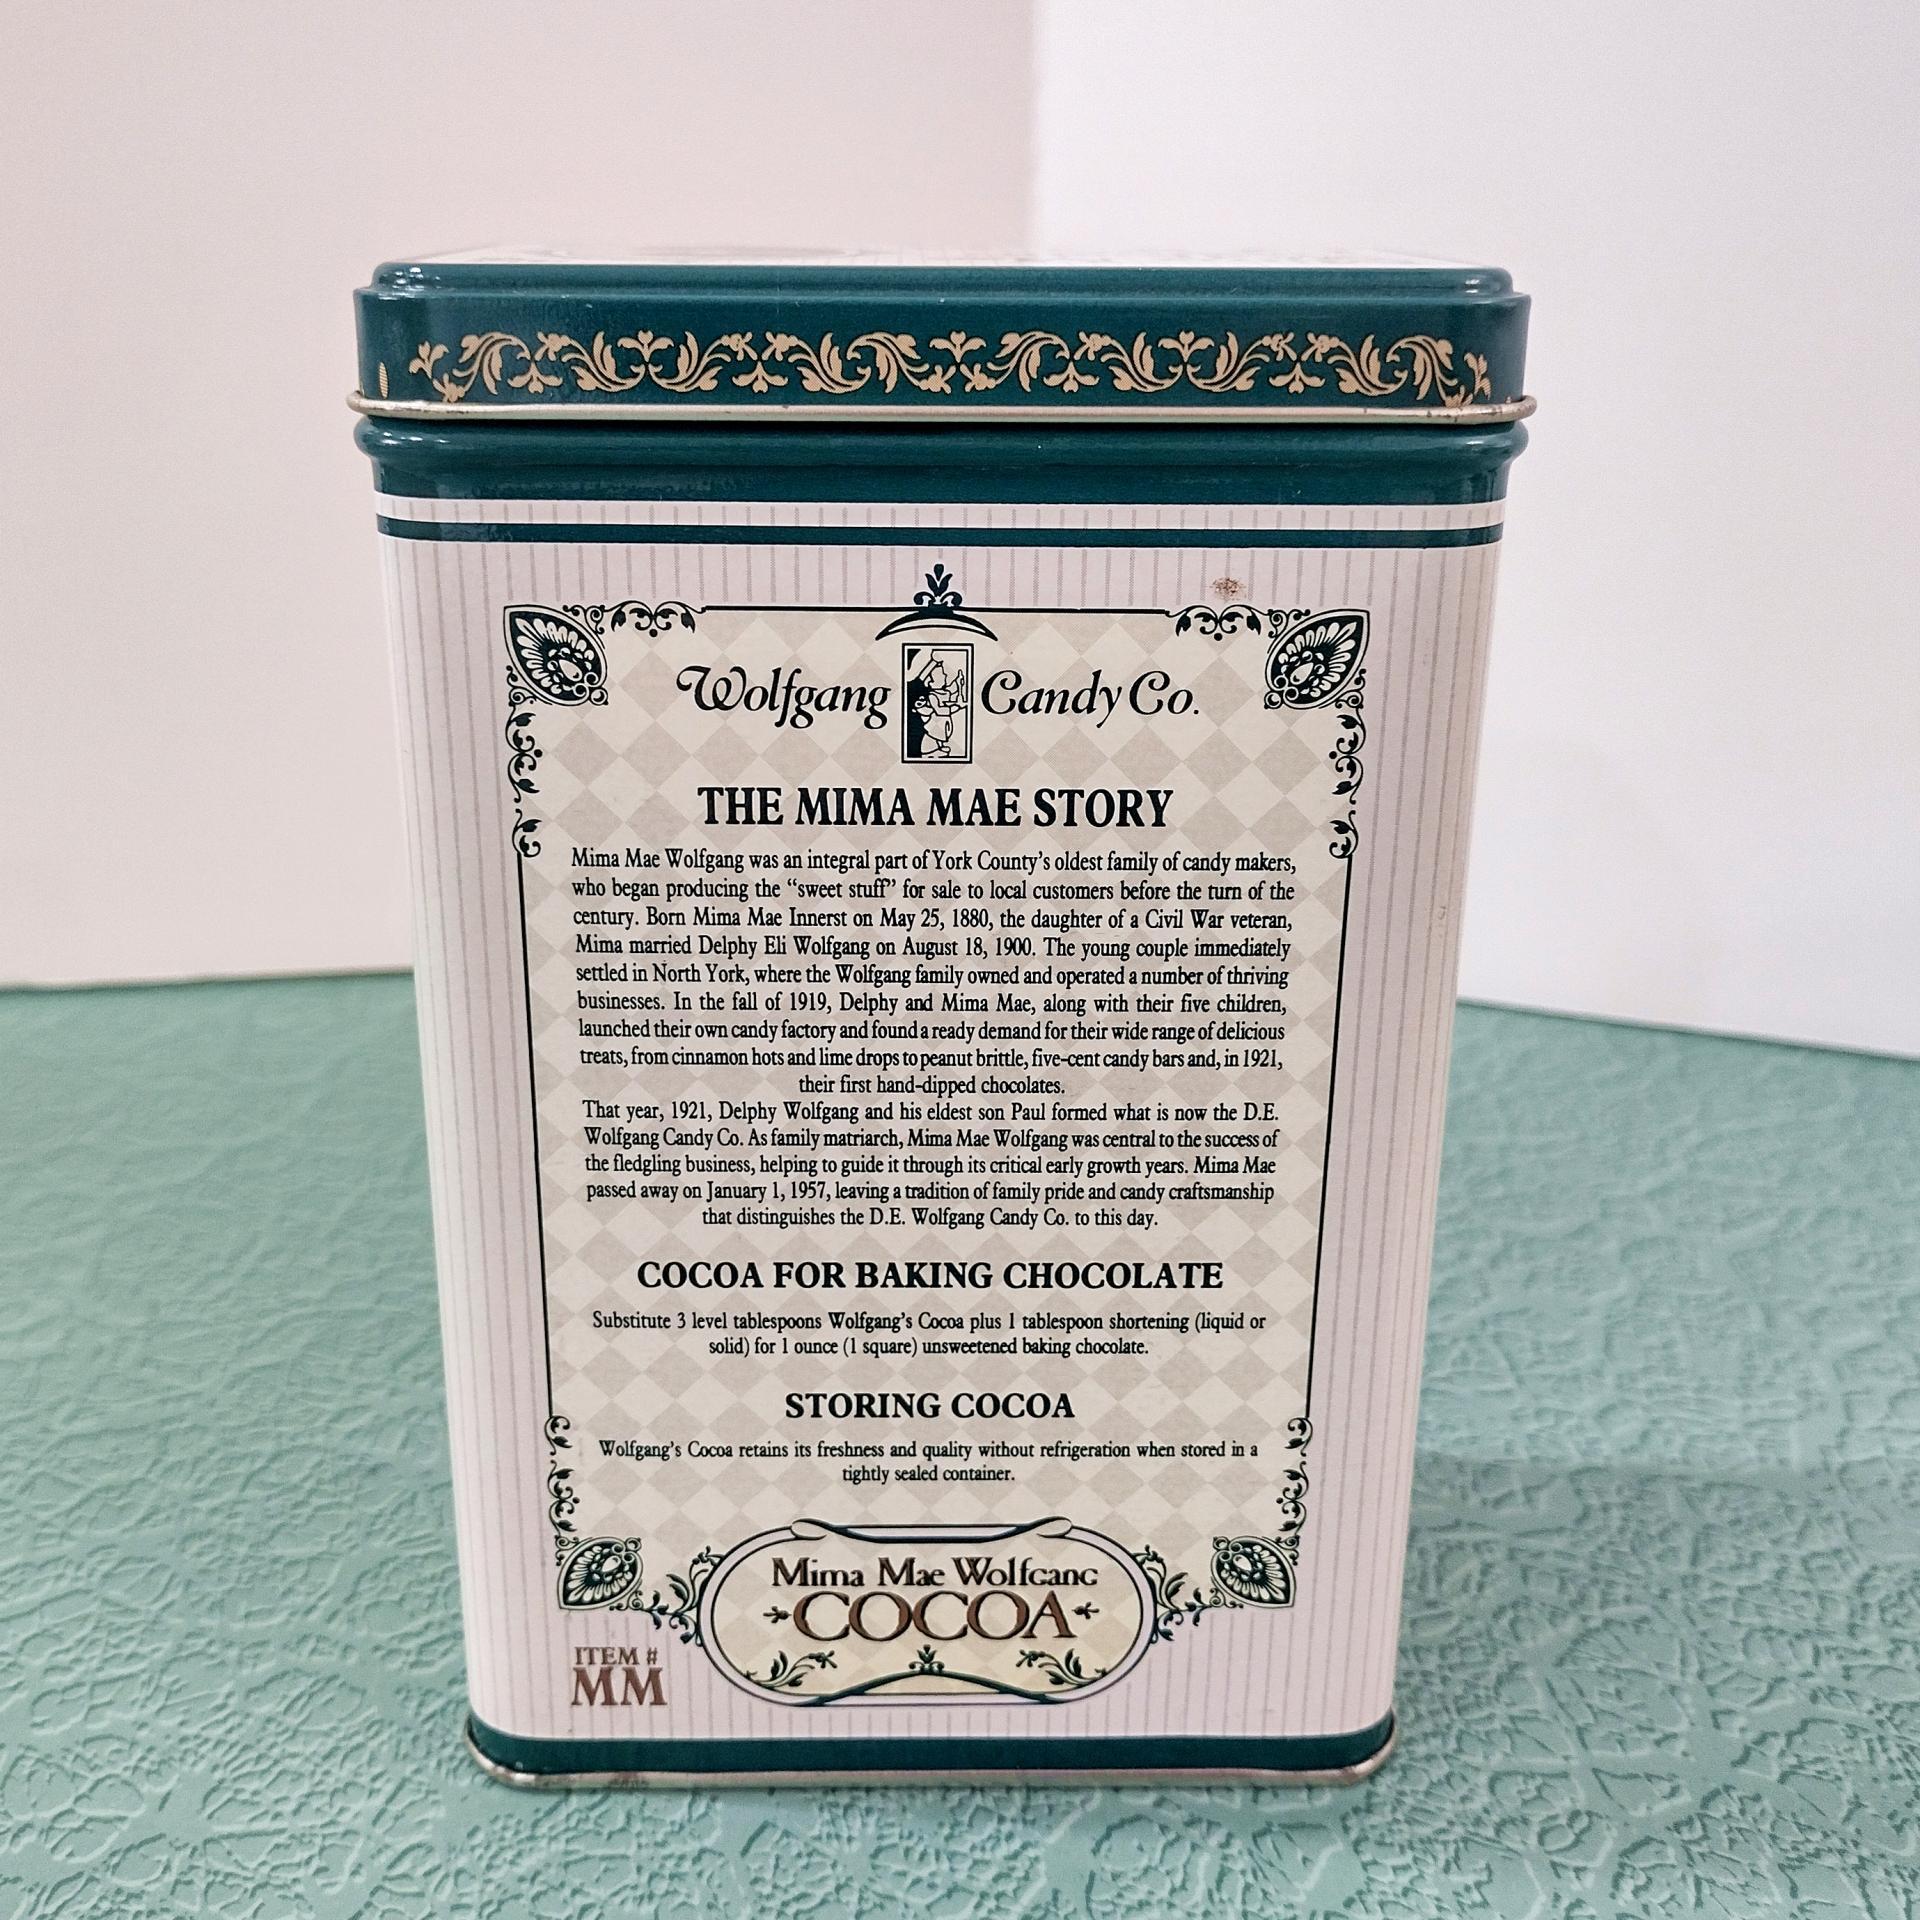 Wolfgang Candy Co.
THE MIMA MAE STORY
Mima Mae Wolfgang was an integral part of York County's oldest family of candy makers,
who began producing the “sweet stuff” for sale to local customers before the turn of the
century. Born Mima Mae Innerst on May 25, 1880, the daughter of a Civil War veteran,
Mima married Delphy Eli Wolfgang on August 18, 1900. The young couple immediately
settled in North York, where the Wolfgang family owned and operated a number of thriving
businesses. In the fall of 1919, Delphy and Mima Mae, along with their five children,
launched their own candy factory and found a ready demand for their wide range of delicious
treats, from cinnamon hots and lime drops to peanut brittle, five-cent candy bars and, in 1921,
their first hand-dipped chocolates.
That year, 1921, Delphy Wolfgang and his eldest son Paul formed what is now the D.E.
Wolfgang Candy Co. As family matriarch, Mima Mae Wolfgang was central to the success of
the fledgling business, helping to guide it through its critical early growth years. Mima Mae
passed away on January 1, 1957, leaving a tradition of family pride and candy craftsmanship
that distinguishes the D.E. Wolfgang Candy Co. to this day.
COCOA FOR BAKING CHOCOLATE
Substitute 3 level tablespoons Wolfgang's Cocoa plus 1 tablespoon shortening (liquid or
solid) for 1 ounce (1 square) unsweetened baking chocolate.
STORING COCOA
Wolfgang's Cocoa retains its freshness and quality without refrigeration when stored in a
tightly sealed container.
Mima Mae Wolfgang
COCOA
ITEM #
MM